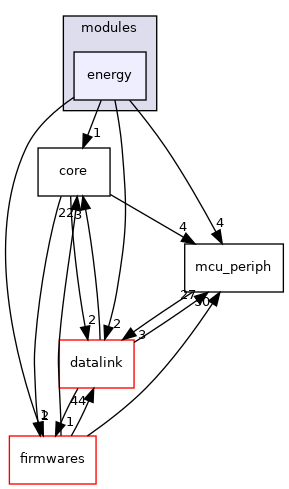 modules
energy
1
core
4
4
22
3
mcu_periph
27
30
2
2
3
datalink
44
1
2
1
firmwares